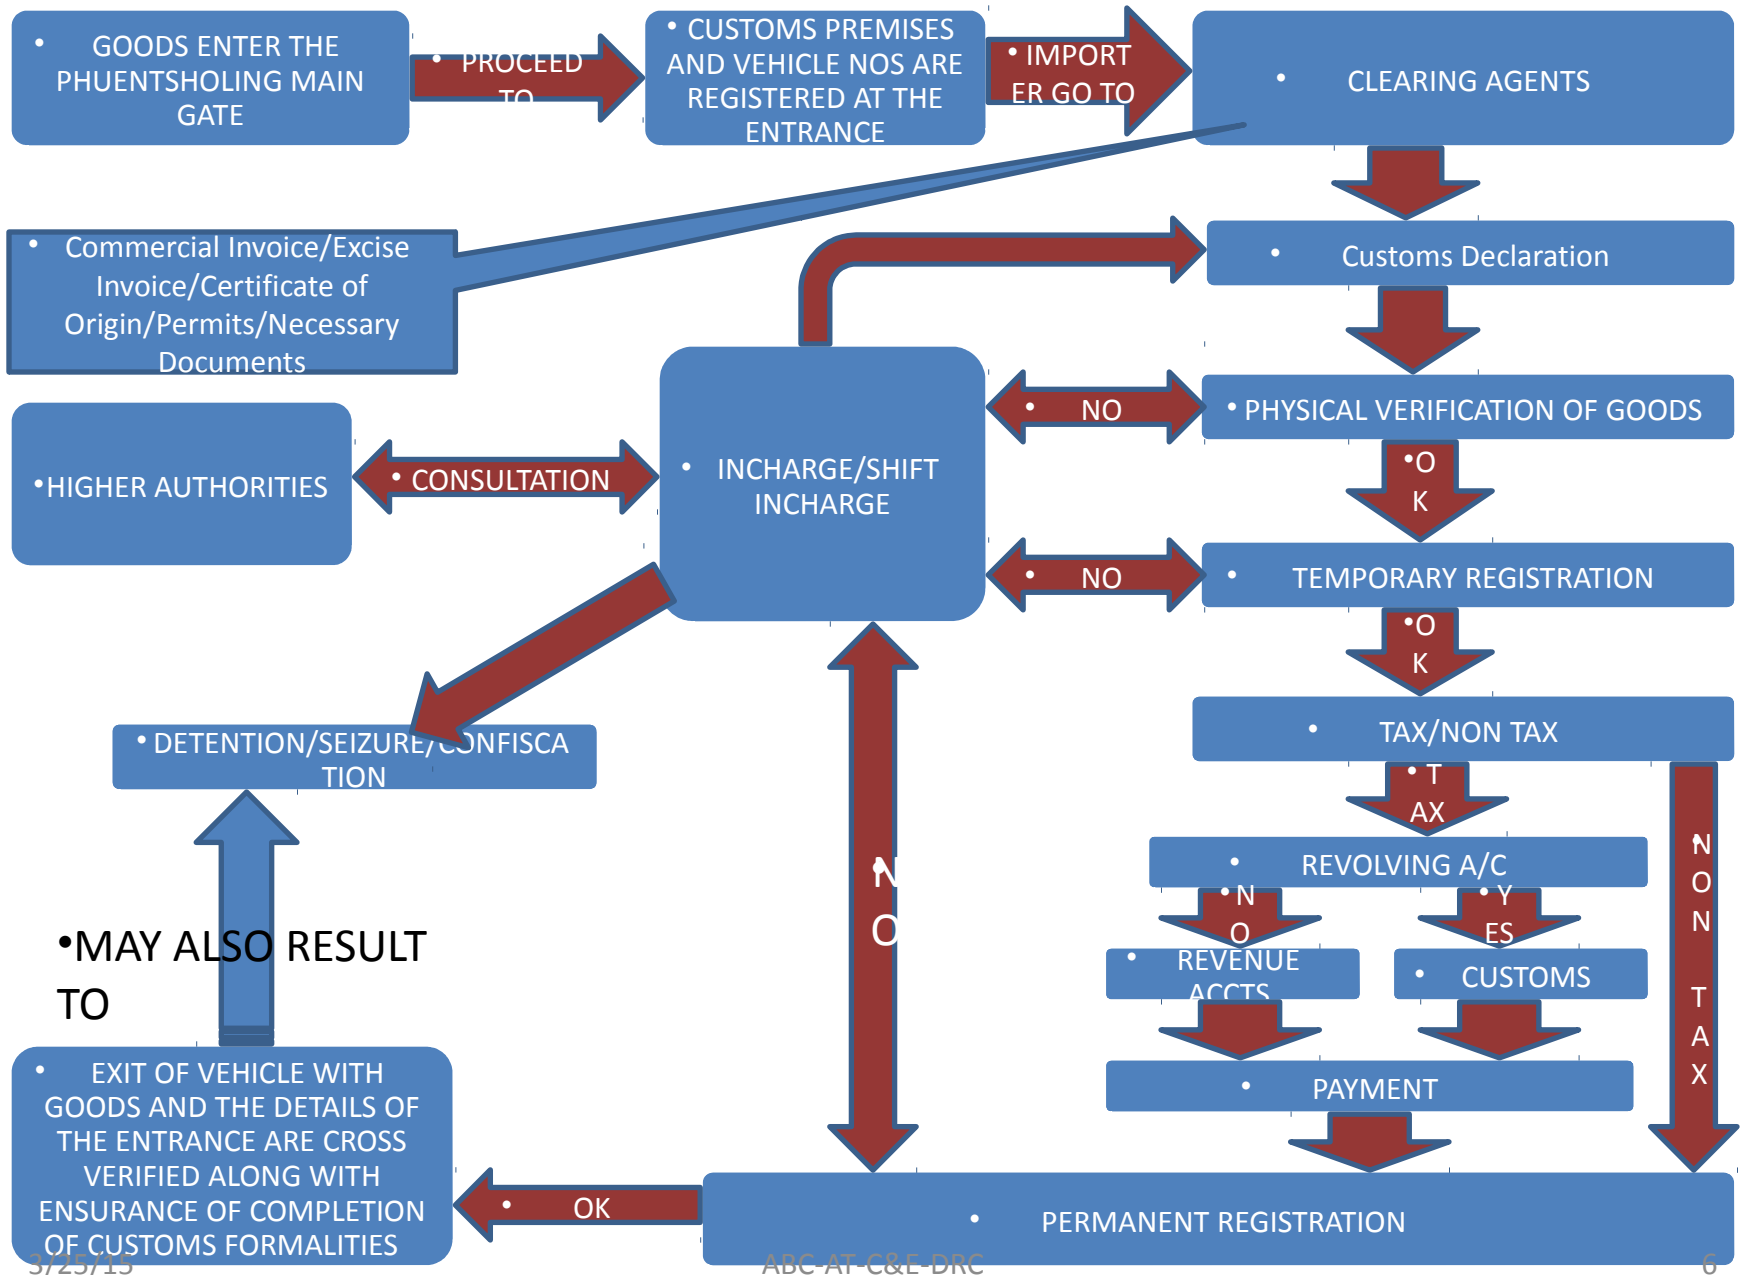 • GOODS ENTER THE
PHUENTSHOLING MAIN
GATE
• PROCEED
TO
• CUSTOMS PREMISES
AND VEHICLE NOS ARE
REGISTERED AT THE
ENTRANCE
• IMPORT
ER GO TO
• CLEARING AGENTS
• Commercial Invoice/Excise
Invoice/Certificate of
Origin/Permits/Necessary
Documents
• Customs Declaration
• NO
• PHYSICAL VERIFICATION OF GOODS
•HIGHER AUTHORITIES
• CONSULTATION
• INCHARGE/SHIFT
INCHARGE
•O
K
• NO
• TEMPORARY REGISTRATION
•O
K
• DETENTION/SEIZURE/CONFISCA
TION
• TAX/NON TAX
• T
AX
•N
O
N
T
A
X
• REVOLVING A/C
•N
O
• N
O
• Y
ES
• REVENUE
ACCTS
• CUSTOMS
•MAY ALSO RESULT
TO
• PAYMENT
• EXIT OF VEHICLE WITH
GOODS AND THE DETAILS OF
THE ENTRANCE ARE CROSS
VERIFIED ALONG WITH
ENSURANCE OF COMPLETION
OF CUSTOMS FORMALITIES
• OK
• PERMANENT REGISTRATION
3/25/15
ABC-AT-C&E-DRC
6